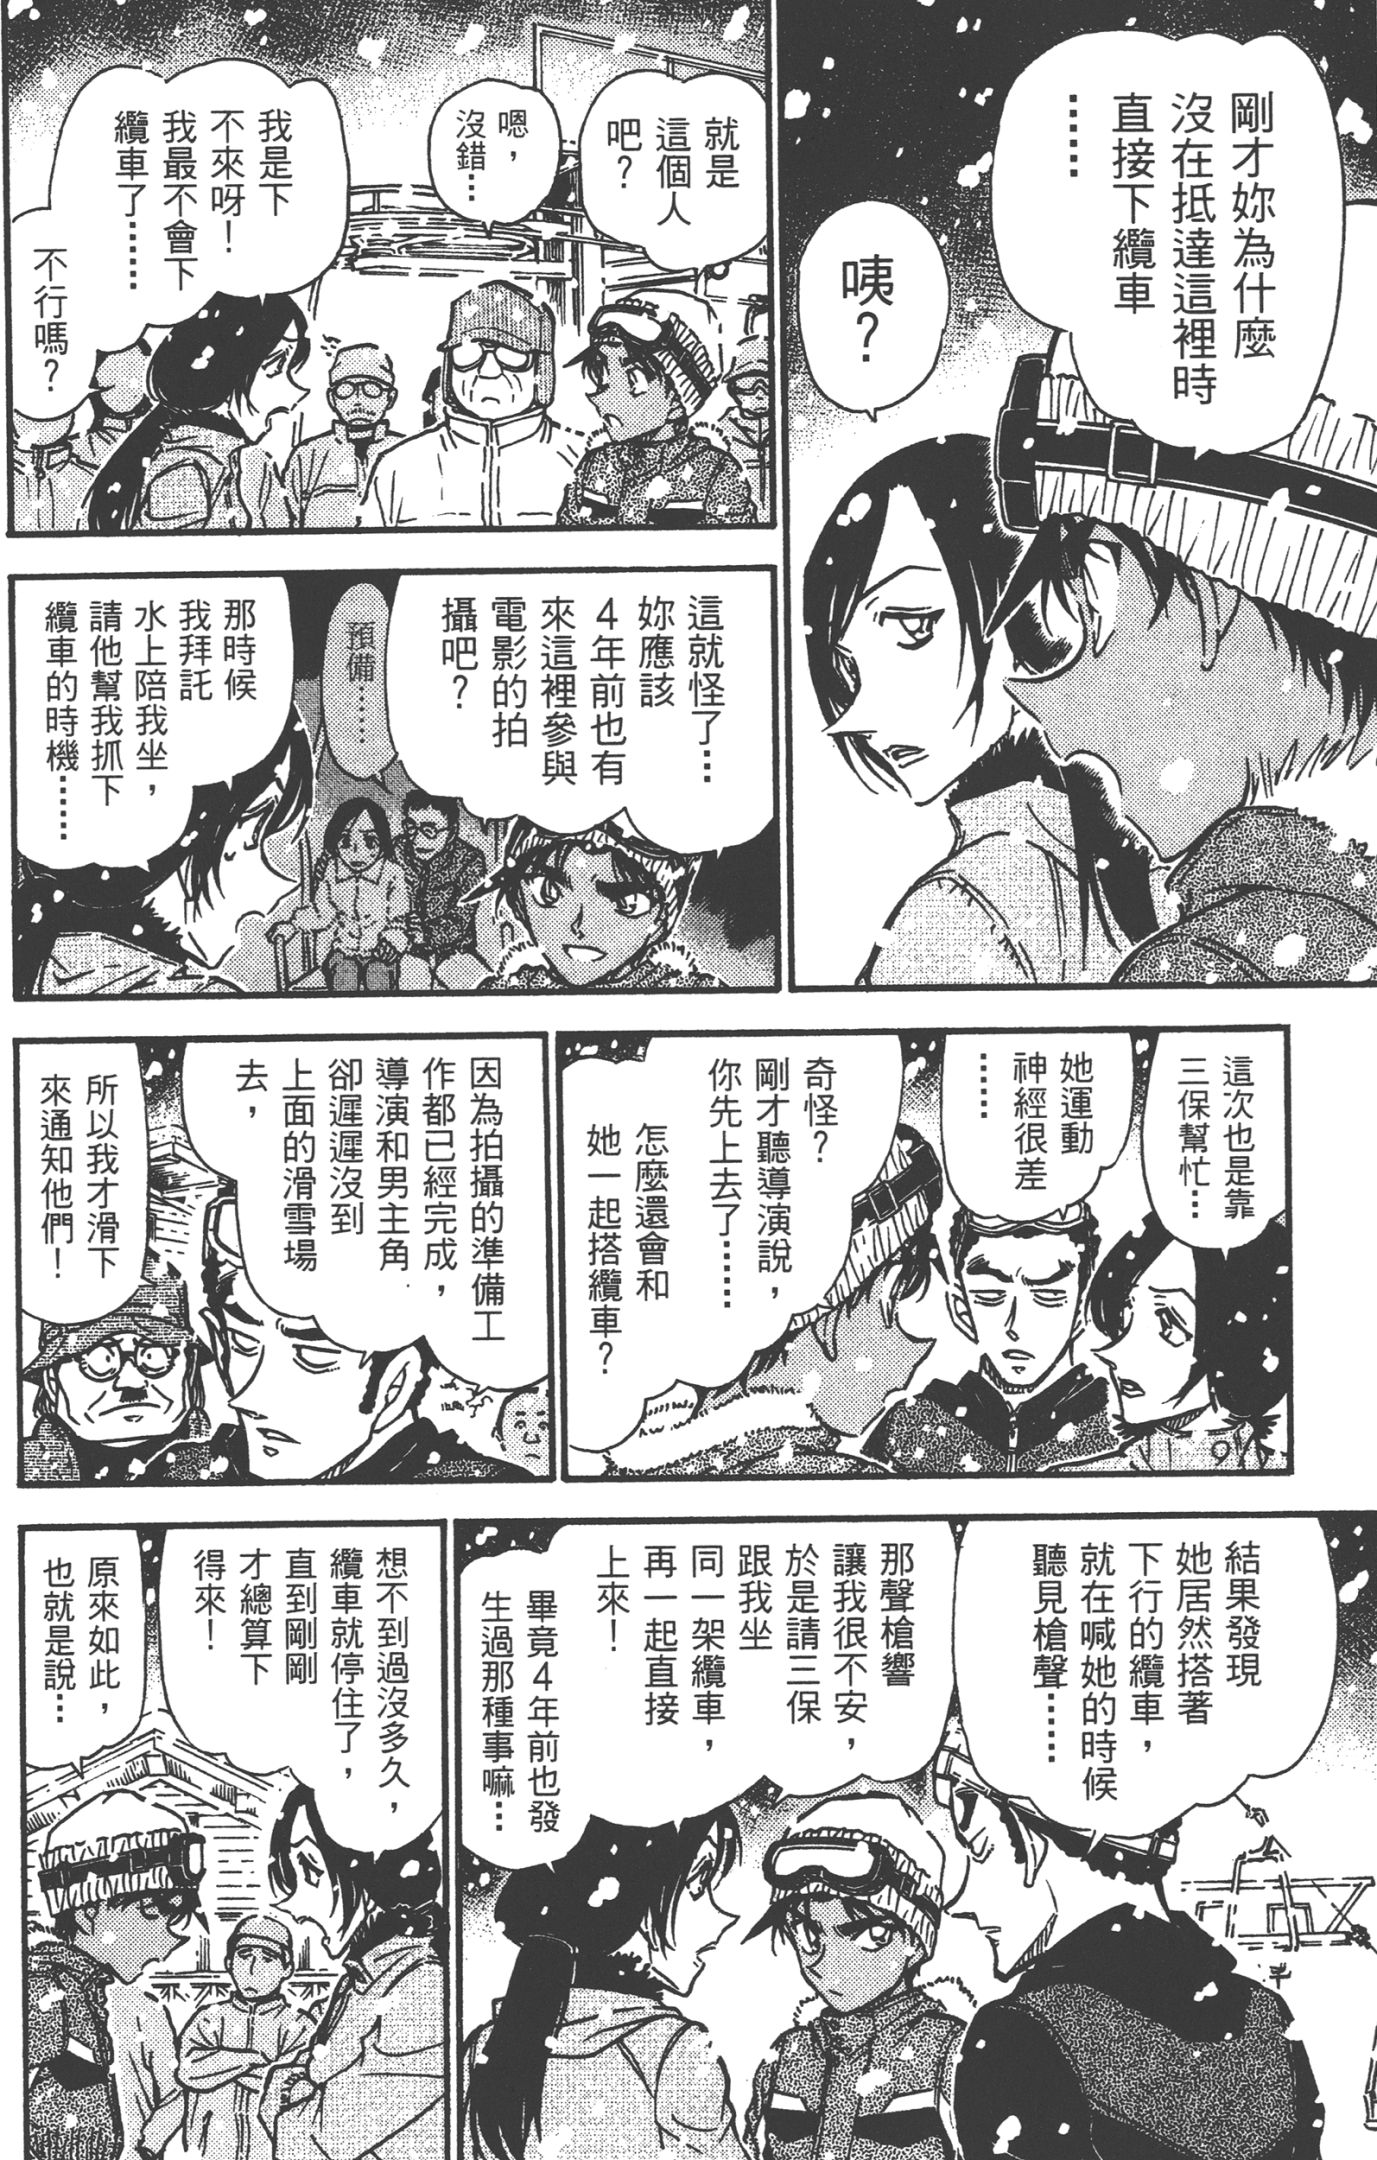 剛才妳為什麼
沒在抵達這裡時
直接下纜車
……
咦？
就是
這個人
吧？
嗯，
沒錯…
我是下
不來呀！
我最不會下
纜車了……
不行嗎？
這就怪了…
妳應該
4年前也有
來這裡參與
電影的拍
攝吧？
預備……
那時候
我拜託
水上陪我坐，
請他幫我抓下
纜車的時機……
這次也是靠
三保幫忙…
她運動
神經很差
……
奇怪？
剛才聽導演說，
你先上去了……
怎麼還會和
她一起搭纜車？
因為拍攝的準備工
作都已經完成，
導演和男主角
卻遲遲沒到
上面的滑雪場
去，
所以我才滑下
來通知他們！
結果發現
她居然搭著
下行的纜車，
就在喊她的時候
聽見槍聲……
那聲槍響
讓我很不安，
於是請三保
跟我坐
同一架纜車，
再一起直接
上來！
畢竟4年前也發
生過那種事嘛…
想不到過沒多久，
纜車就停住了，
直到剛剛
才總算下
得來！
原來如此，
也就是說…